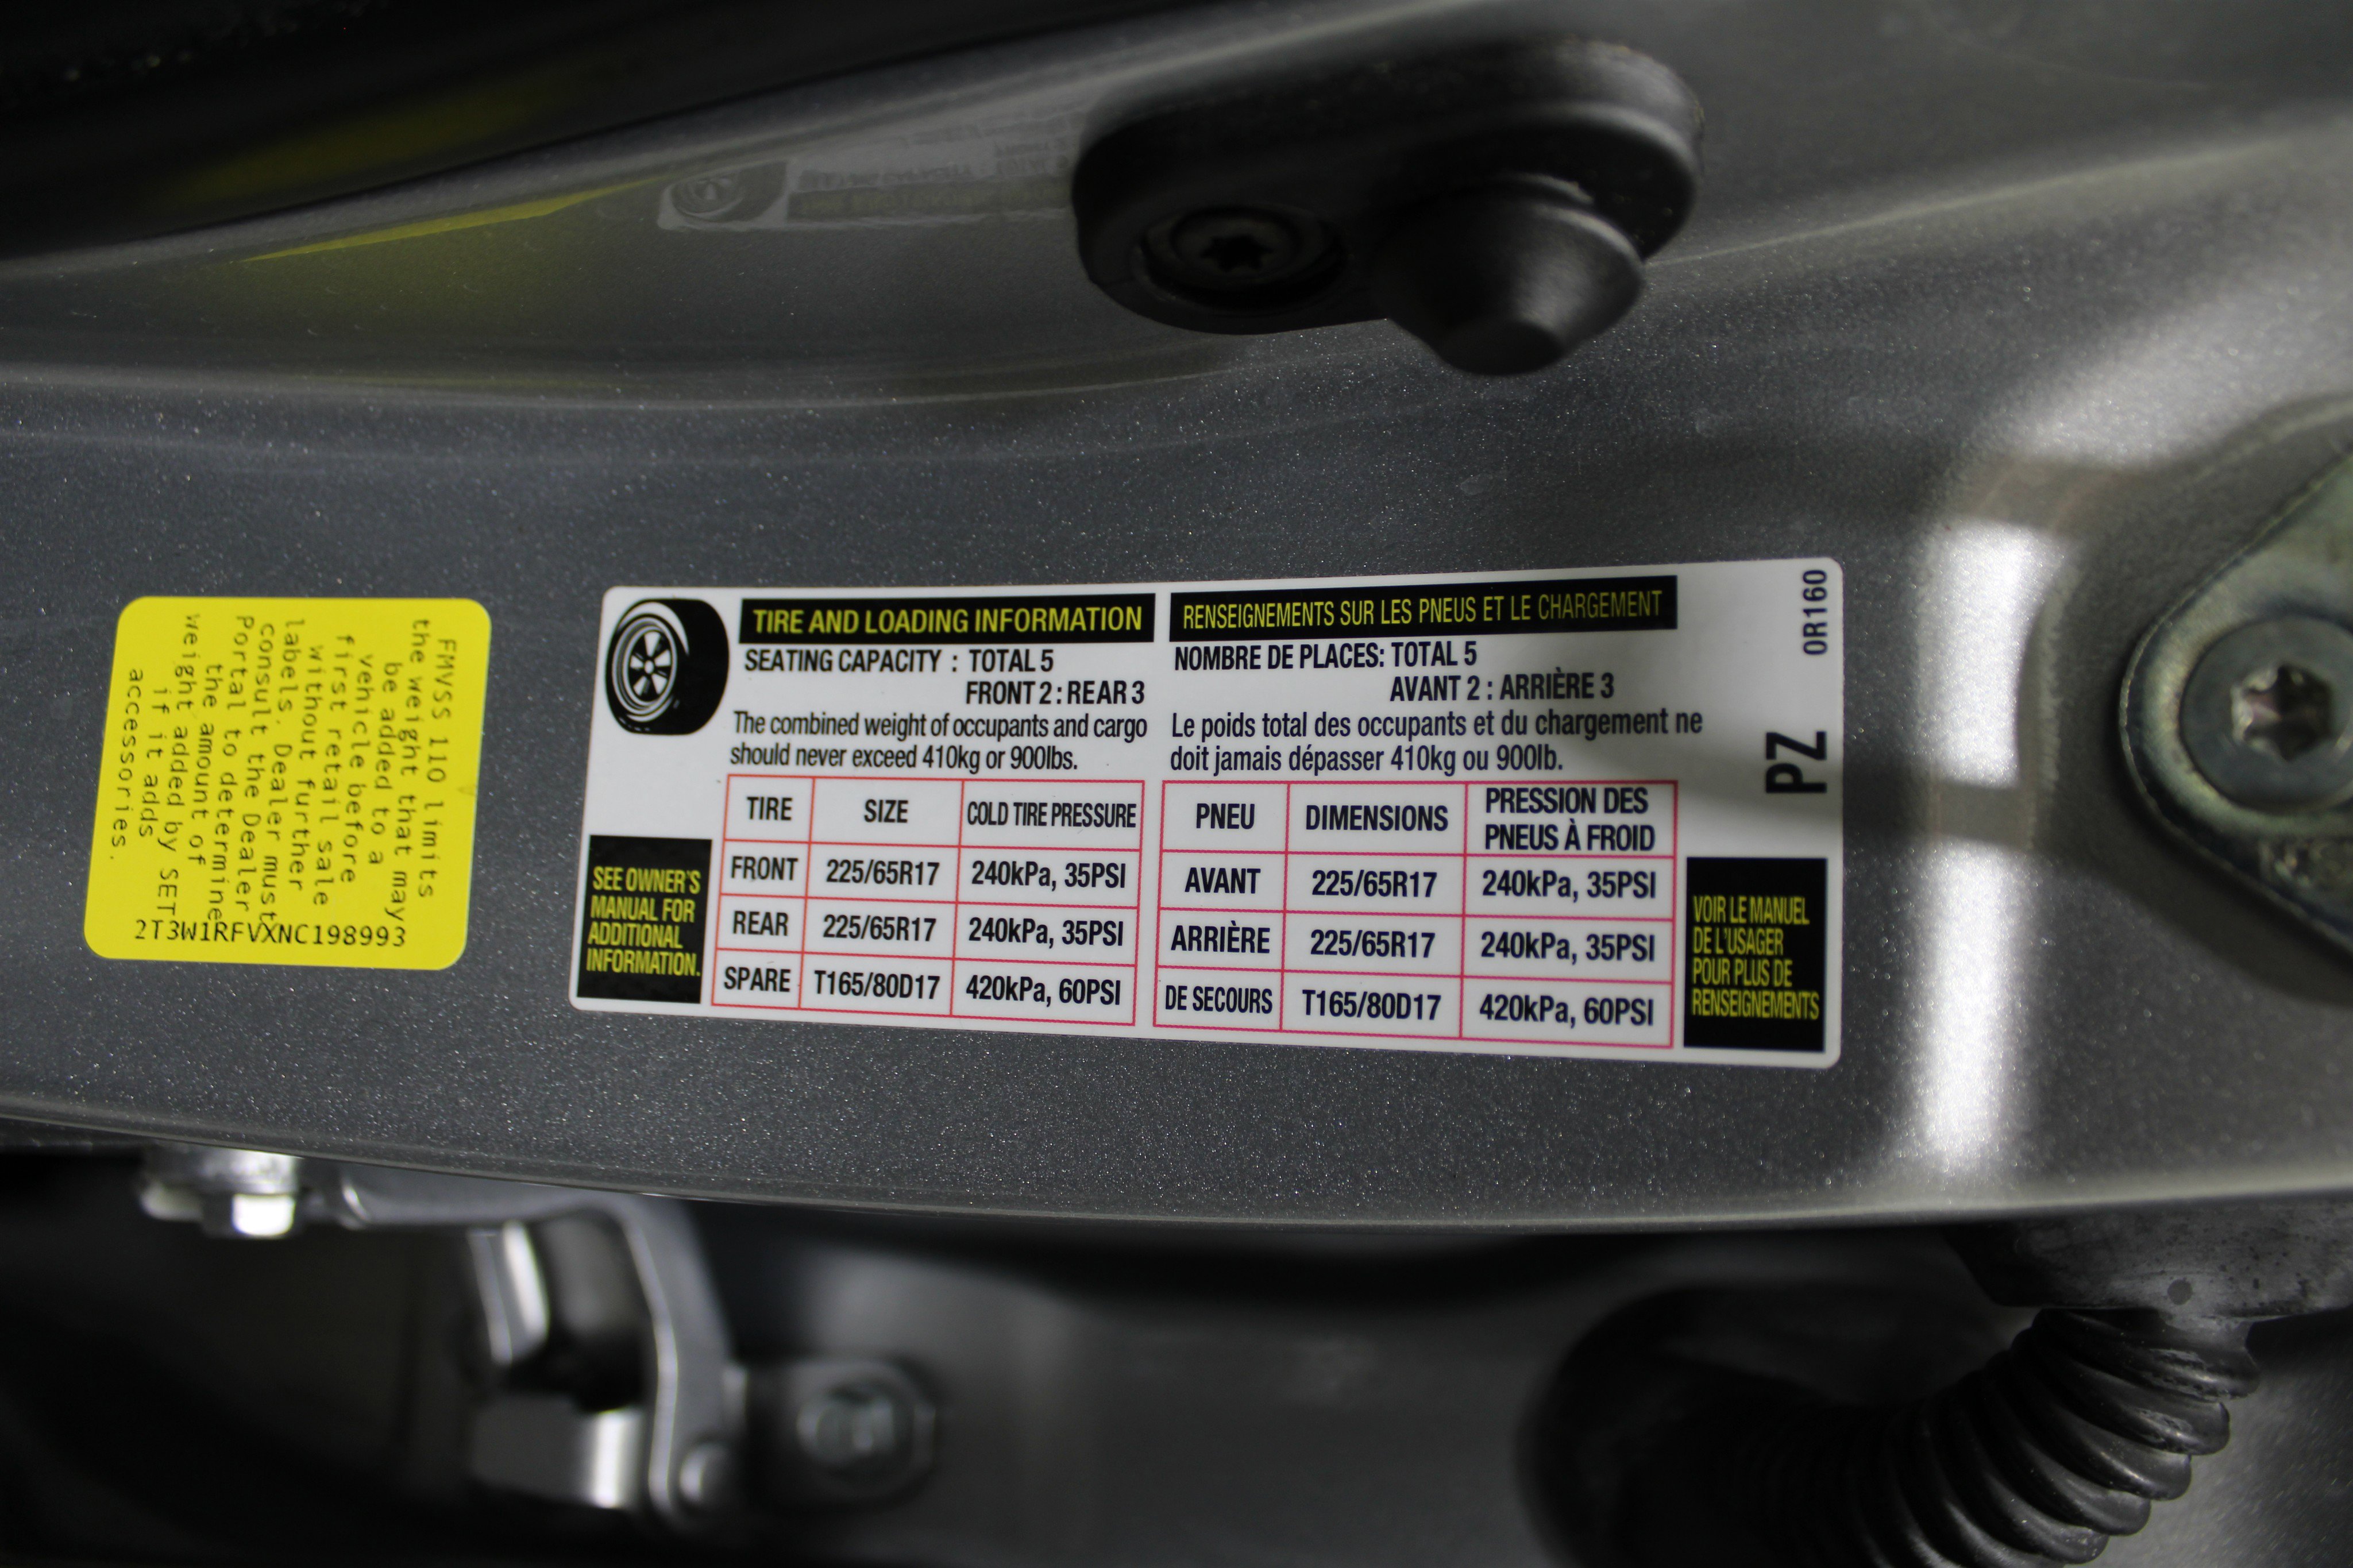 FMVSS 110 limits
the weight that may
be added to a
vehicle before
first retail sale
without further
labels. Dealer must
consult the Dealer
Portal to determine
the amount of
weight added by SET
if it adds
accessories.
2T3W1RFVXNC198993
TIRE AND LOADING INFORMATION
SEATING CAPACITY : TOTAL 5
FRONT 2 : REAR 3
The combined weight of occupants and cargo
should never exceed 410kg or 900lbs.
TIRE SIZE COLD TIRE PRESSURE
FRONT 225/65R17 240kPa, 35PSI
REAR 225/65R17 240kPa, 35PSI
SPARE T165/80D17 420kPa, 60PSI
SEE OWNER'S
MANUAL FOR
ADDITIONAL
INFORMATION.
RENSEIGNEMENTS SUR LES PNEUS ET LE CHARGEMENT
NOMBRE DE PLACES: TOTAL 5
AVANT 2 : ARRIÈRE 3
Le poids total des occupants et du chargement ne
doit jamais dépasser 410kg ou 900lb.
PNEU DIMENSIONS PRESSION DES
PNEUS À FROID
AVANT 225/65R17 240kPa, 35PSI
ARRIÈRE 225/65R17 240kPa, 35PSI
DE SECOURS T165/80D17 420kPa, 60PSI
VOIR LE MANUEL
DE L'USAGER
POUR PLUS DE
RENSEIGNEMENTS
0R160
PZ